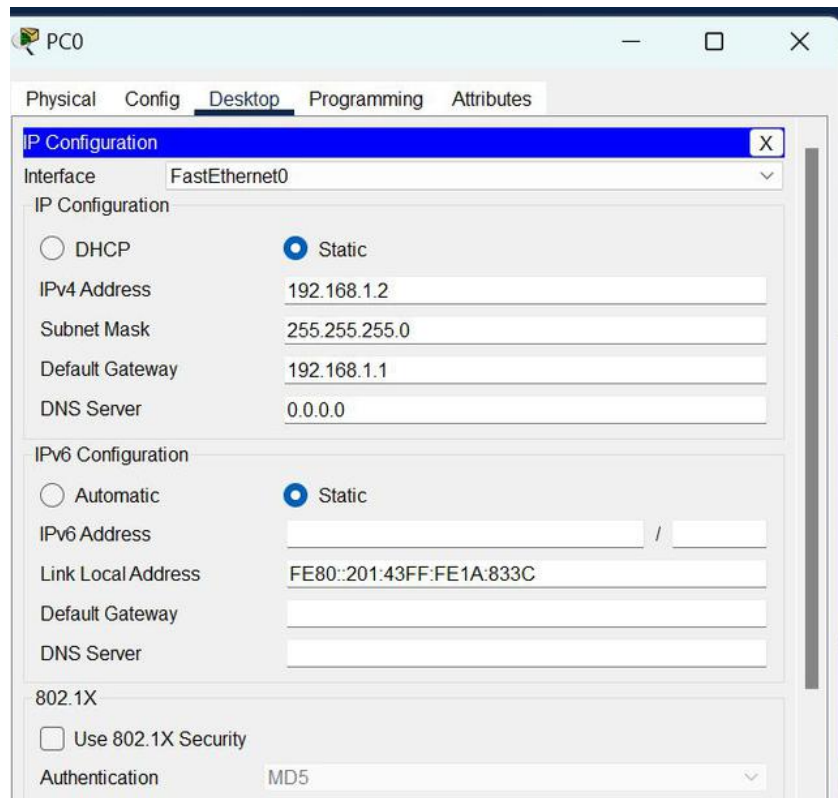 PC0
Physical Config Desktop Programming Attributes
IP Configuration X
Interface FastEthernet0
IP Configuration
DHCP Static
IPv4 Address 192.168.1.2
Subnet Mask 255.255.255.0
Default Gateway 192.168.1.1
DNS Server 0.0.0.0
IPv6 Configuration
Automatic Static
IPv6 Address /
Link Local Address FE80::201:43FF:FE1A:833C
Default Gateway
DNS Server
802.1X
Use 802.1X Security
Authentication MD5